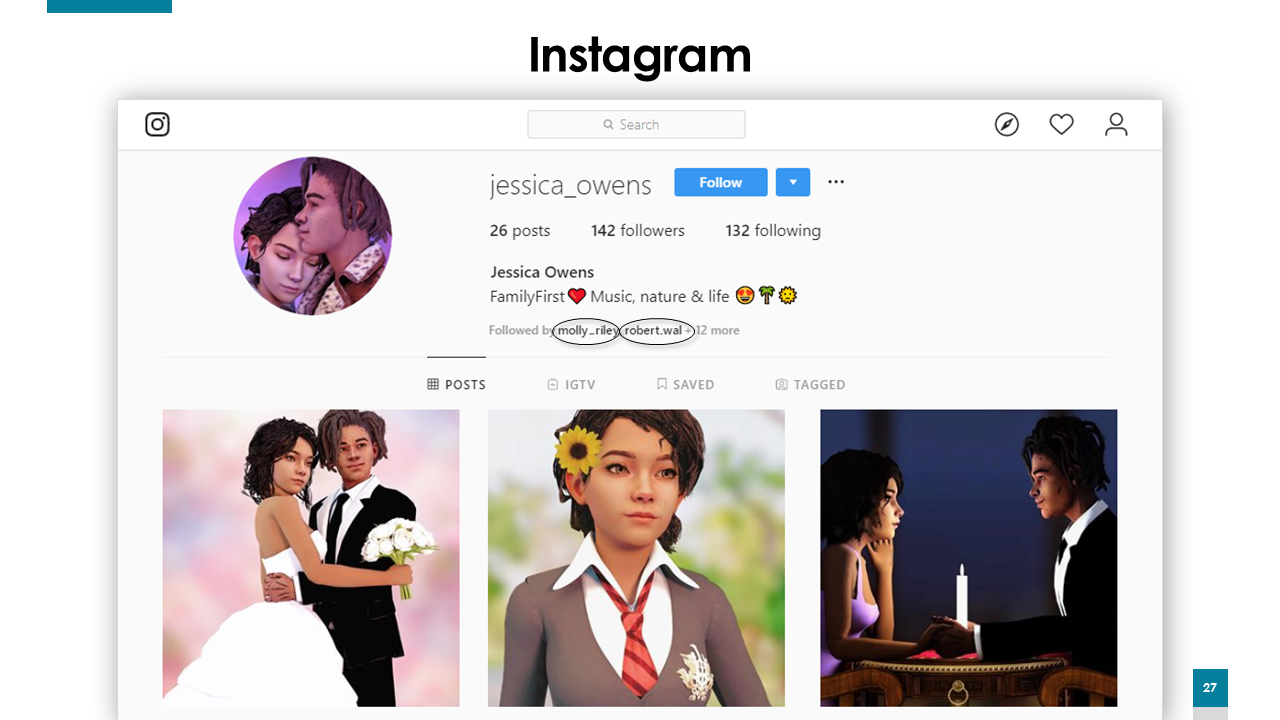 Instagram
Search
jessica_owens Follow
26 posts 142 followers 132 following
Jessica Owens
FamilyFirst❤️ Music, nature & life 😍🌴🌞
Followed by molly_riley, robert.wal + 12 more
POSTS IGTV SAVED TAGGED
27